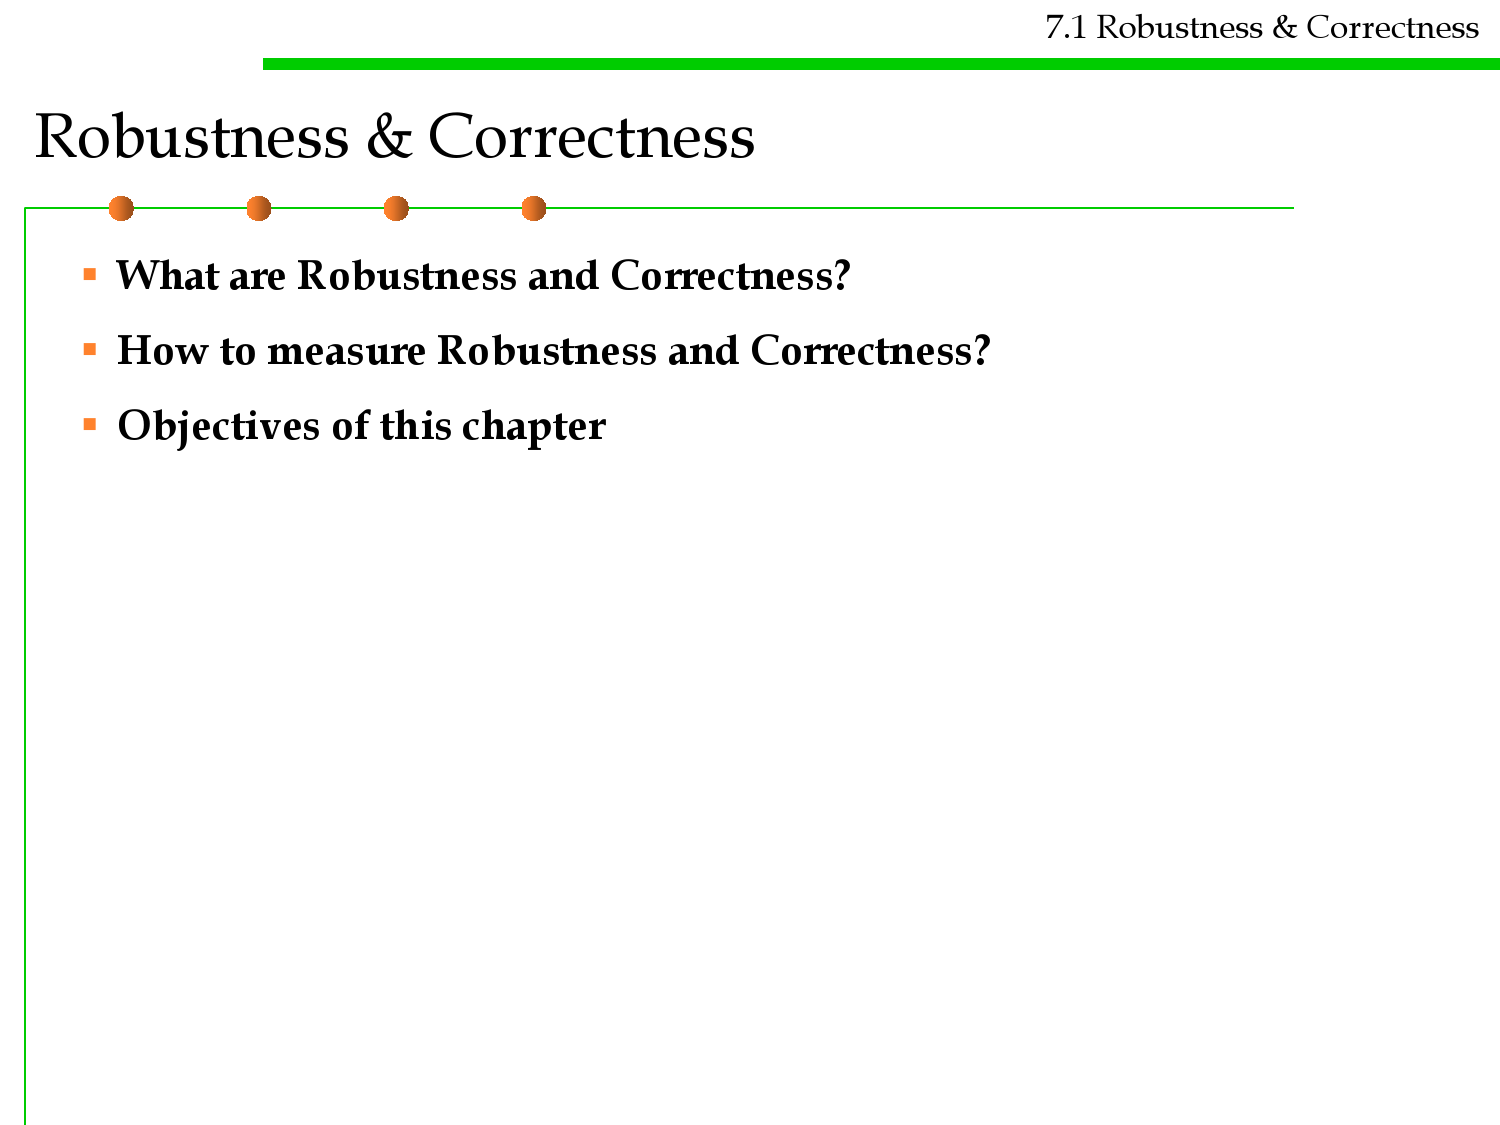 7.1 Robustness & Correctness
Robustness & Correctness
What are Robustness and Correctness?
How to measure Robustness and Correctness?
Objectives of this chapter